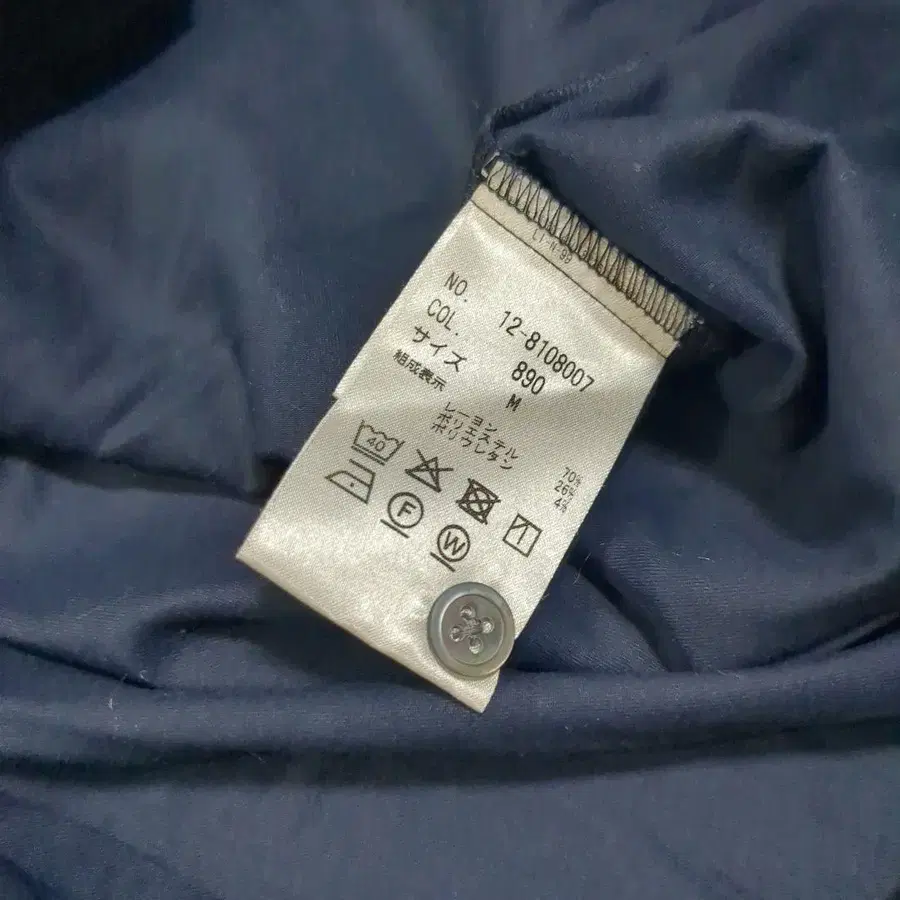 NO. 12-8108007
COL. 890
サイズ M
組成表示
レーヨン 70%
ポリエステル 26%
ポリウレタン 4%
40
F
W